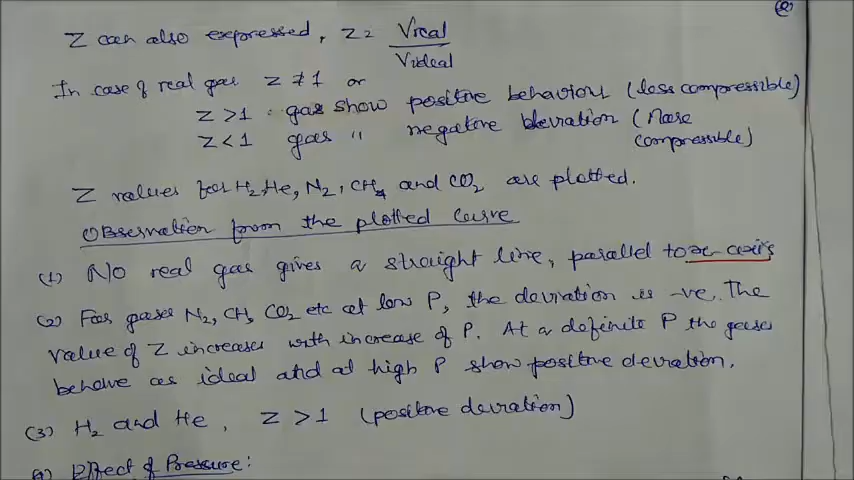 (2)
Z can also expressed, Z = Vreal / Videal
In case of real gas Z ≠ 1 or
Z > 1 : gas show positive behaviour (less compressible)
Z < 1 gas " negative deviation (More
compressible)
Z values for H₂ He, N₂, CH₄ and CO₂ are plotted.
Observation from the plotted curve
(1) No real gas gives a straight line, parallel to x axis
(2) For gases N₂, CH, CO₂ etc at low P, the deviation is -ve. The
value of Z increases with increase of P. At a definite P the gases
behave as ideal and at high P show positive deviation.
(3) H₂ and He, Z > 1 (positive deviation)
Effect of Pressure: